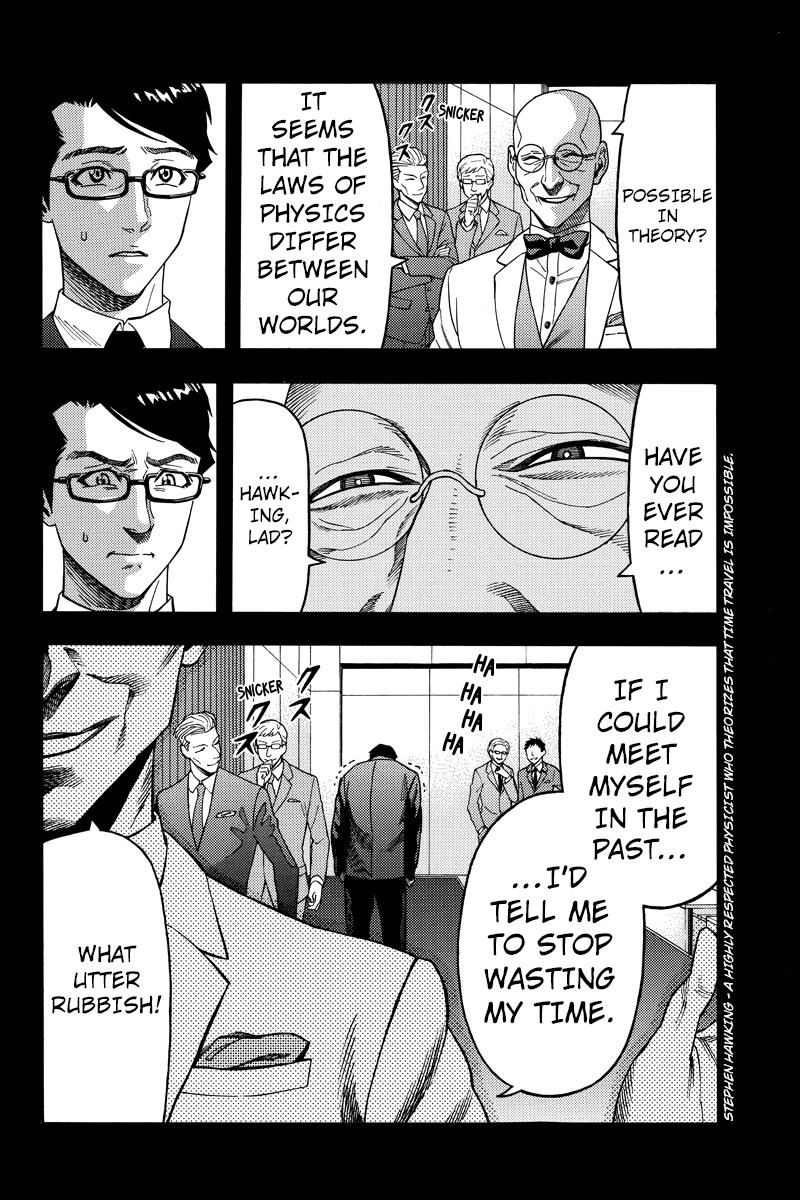 POSSIBLE
IN
THEORY?
クス
クス
SNICKER
IT
SEEMS
THAT THE
LAWS OF
PHYSICS
DIFFER
BETWEEN
OUR
WORLDS.
HAVE
YOU
EVER
READ
...
...
HAWK-
ING,
LAD?
IF I
COULD
MEET
MYSELF
IN THE
PAST...
...I'D
TELL ME
TO STOP
WASTING
MY TIME.
HA
HA
HA
HA
クス
クス
SNICKER
WHAT
UTTER
RUBBISH!
STEPHEN HAWKING - A HIGHLY RESPECTED PHYSICIST WHO THEORIZES THAT TIME TRAVEL IS IMPOSSIBLE.